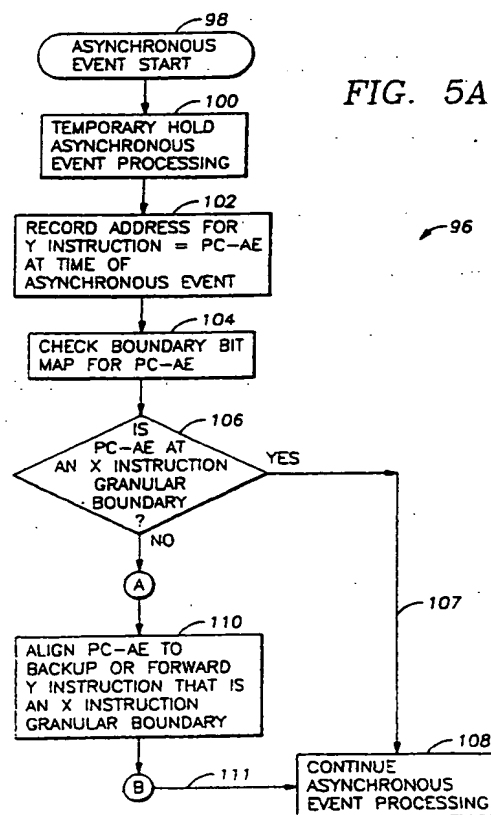 98
ASYNCHRONOUS
EVENT START
FIG. 5A
100
TEMPORARY HOLD
ASYNCHRONOUS
EVENT PROCESSING
102
RECORD ADDRESS FOR
Y INSTRUCTION = PC-AE
AT TIME OF
ASYNCHRONOUS EVENT
96
104
CHECK BOUNDARY BIT
MAP FOR PC-AE
106
IS
PC-AE AT
AN X INSTRUCTION
GRANULAR
BOUNDARY
?
YES
NO
A
107
110
ALIGN PC-AE TO
BACKUP OR FORWARD
Y INSTRUCTION THAT IS
AN X INSTRUCTION
GRANULAR BOUNDARY
B
111
108
CONTINUE
ASYNCHRONOUS
EVENT PROCESSING